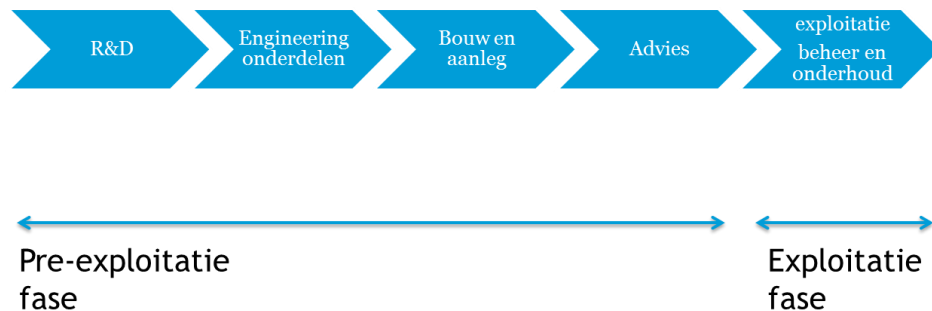 R&D
Engineering
onderdelen
Bouw en
aanleg
Advies
exploitatie
beheer en
onderhoud
Pre-exploitatie
fase
Exploitatie
fase